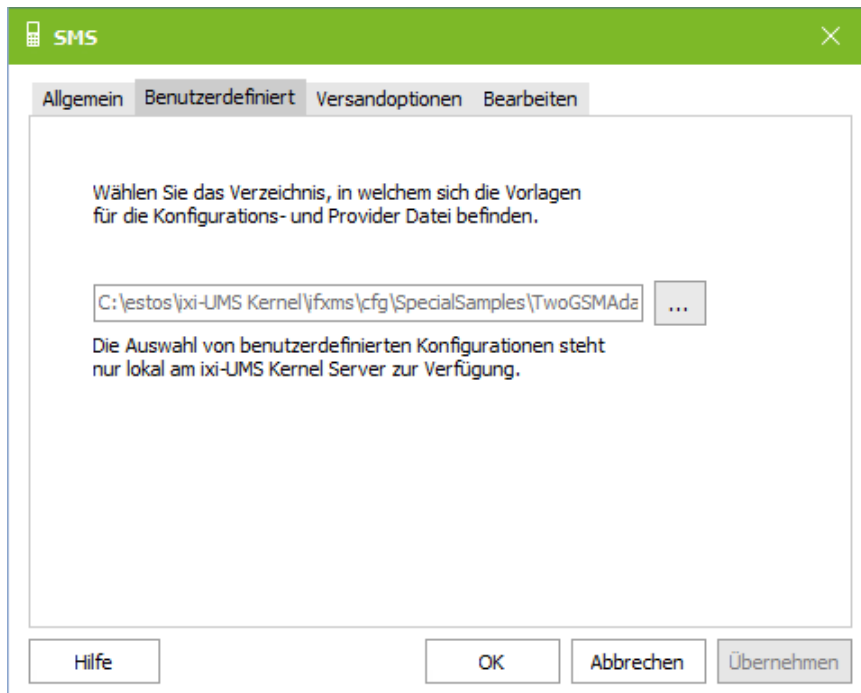 SMS
Allgemein Benutzerdefiniert Versandoptionen Bearbeiten
Wählen Sie das Verzeichnis, in welchem sich die Vorlagen
für die Konfigurations- und Provider Datei befinden.
C:\estos\ixi-UMS Kernel\ifxms\cfg\SpecialSamples\TwoGSMAda
...
Die Auswahl von benutzerdefinierten Konfigurationen steht
nur lokal am ixi-UMS Kernel Server zur Verfügung.
Hilfe OK Abbrechen Übernehmen